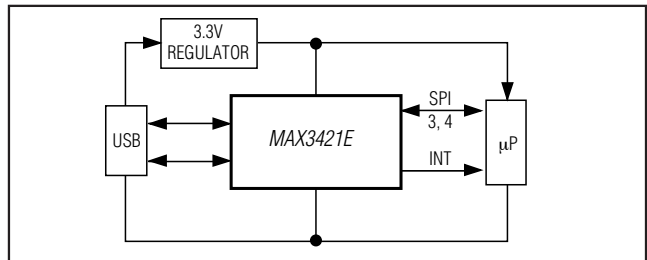 3.3V
REGULATOR
USB
MAX3421E
SPI
3, 4
INT
μP